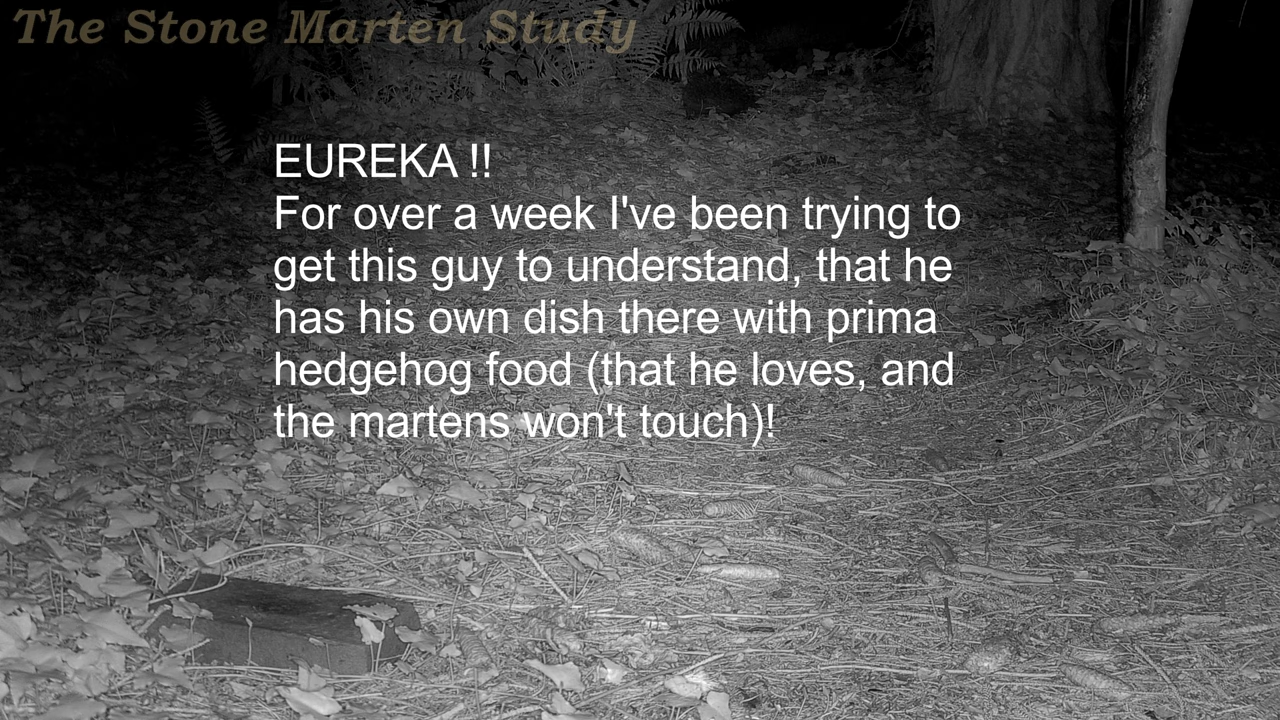 The Stone Marten Study
EUREKA !!
For over a week I've been trying to
get this guy to understand, that he
has his own dish there with prima
hedgehog food (that he loves, and
the martens won't touch)!